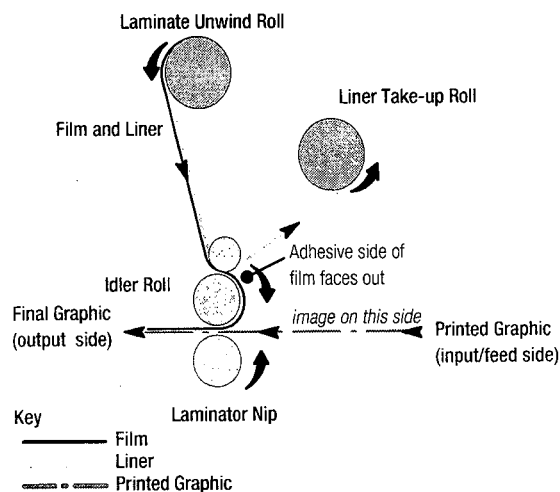 Laminate Unwind Roll
Liner Take-up Roll
Film and Liner
Adhesive side of
film faces out
Idler Roll
Final Graphic
(output side)
image on this side
Printed Graphic
(input/feed side)
Laminator Nip
Key
Film
Liner
Printed Graphic